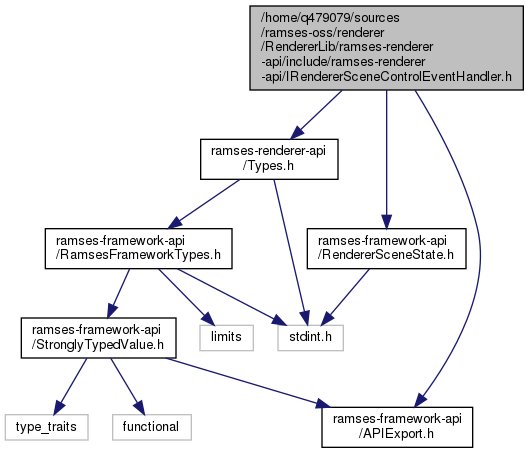 /home/q479079/sources
/ramses-oss/renderer
/RendererLib/ramses-renderer
-api/include/ramses-renderer
-api/IRendererSceneControlEventHandler.h
ramses-renderer-api
/Types.h
ramses-framework-api
/RamsesFrameworkTypes.h
ramses-framework-api
/RendererSceneState.h
ramses-framework-api
/StronglyTypedValue.h
limits
stdint.h
type_traits
functional
ramses-framework-api
/APIExport.h